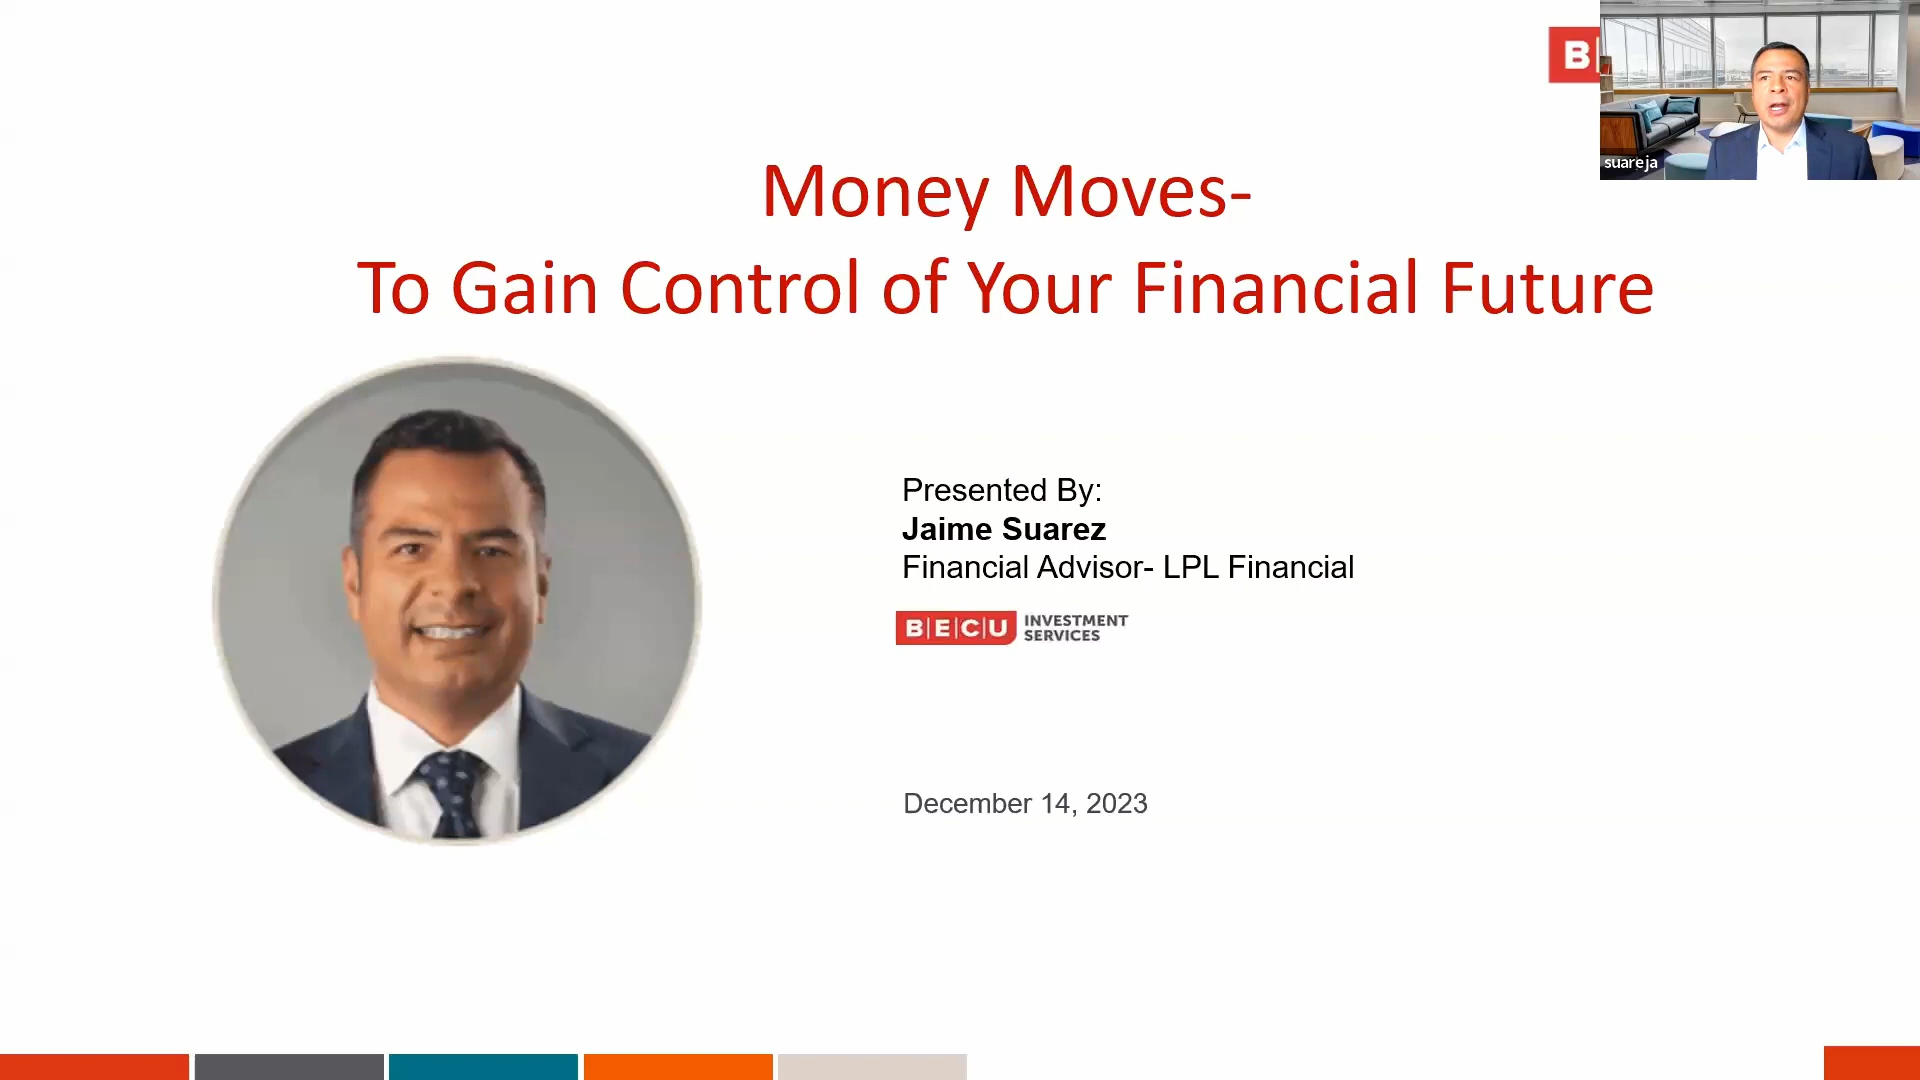 B
suareja
Money Moves-
To Gain Control of Your Financial Future
Presented By:
Jaime Suarez
Financial Advisor- LPL Financial
B|E|C|U INVESTMENT
SERVICES
December 14, 2023